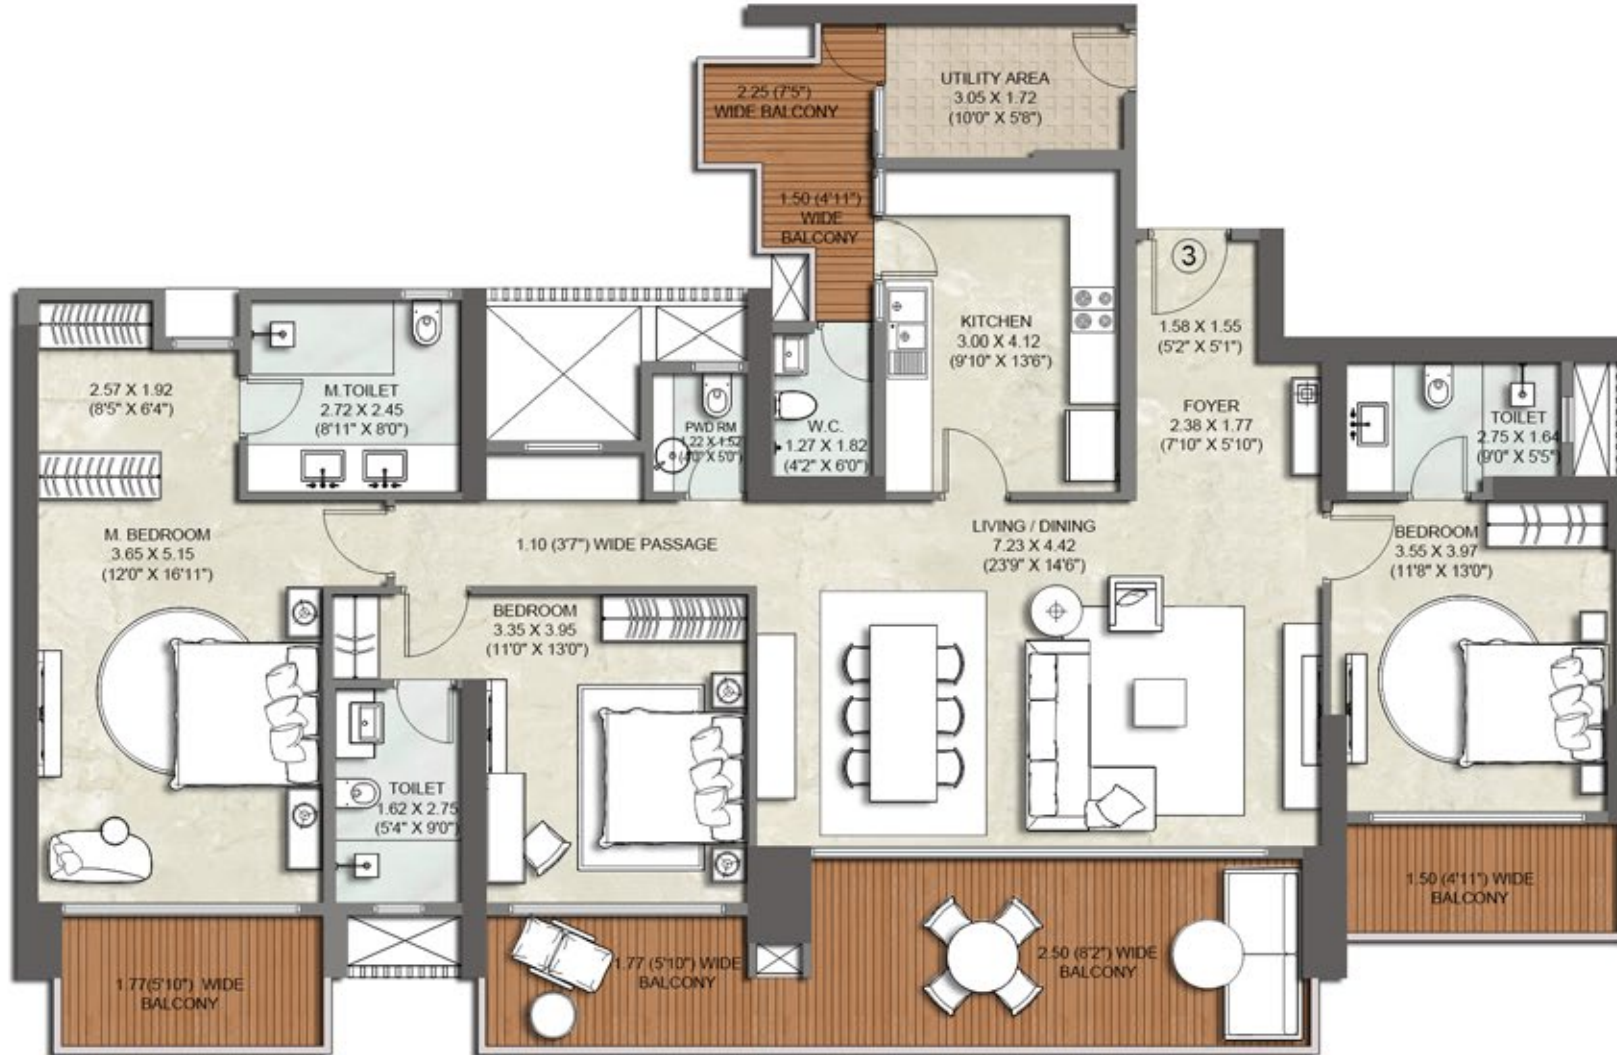 UTILITY AREA
3.05 X 1.72
(10'0" X 5'8")
2.25 (7'5")
WIDE BALCONY
1.50 (4'11")
WIDE
BALCONY
3
1.58 X 1.55
(5'2" X 5'1")
KITCHEN
3.00 X 4.12
(9'10" X 13'6")
2.57 X 1.92
(8'5" X 6'4")
M.TOILET
2.72 X 2.45
(8'11" X 8'0")
PWD RM
1.22 X 1.52
(4'0" X 5'0")
W.C.
1.27 X 1.82
(4'2" X 6'0")
FOYER
2.38 X 1.77
(7'10" X 5'10")
TOILET
2.75 X 1.64
(9'0" X 5'5")
M. BEDROOM
3.65 X 5.15
(12'0" X 16'11")
1.10 (3'7") WIDE PASSAGE
LIVING / DINING
7.23 X 4.42
(23'9" X 14'6")
BEDROOM
3.55 X 3.97
(11'8" X 13'0")
BEDROOM
3.35 X 3.95
(11'0" X 13'0")
TOILET
1.62 X 2.75
(5'4" X 9'0")
1.50 (4'11") WIDE
BALCONY
1.77(5'10") WIDE
BALCONY
1.77 (5'10") WIDE
BALCONY
2.50 (8'2") WIDE
BALCONY